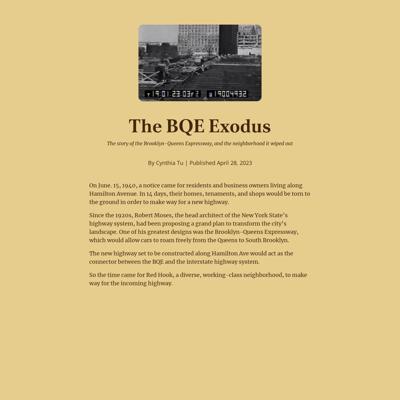 The BQE Exodus
The story of the Brooklyn-Queens Expressway, and the neighborhood it wiped out
By Cynthia Tu | Published April 28, 2023
On June. 15, 1940, a notice came for residents and business owners living along
Hamilton Avenue. In 14 days, their homes, tenaments, and shops would be torn to
the ground in order to make way for a new highway.
Since the 1920s, Robert Moses, the head architect of the New York State's
highway system, had been proposing a grand plan to transform the city's
landscape. One of his greatest designs was the Brooklyn-Queens Expressway,
which would allow cars to roam freely from the Queens to South Brooklyn.
The new highway set to be constructed along Hamilton Ave would act as the
connector between the BQE and the interstate highway system.
So the time came for Red Hook, a diverse, working-class neighborhood, to make
way for the incoming highway.